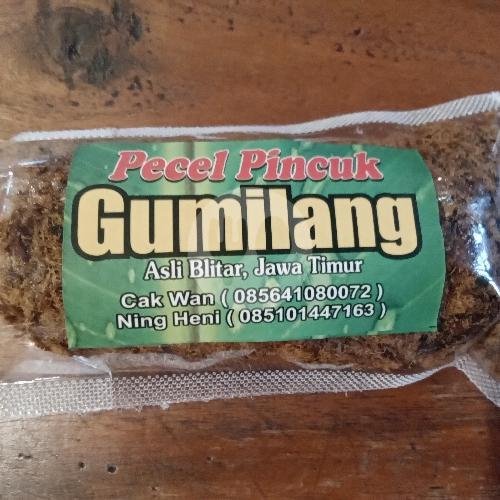 Pecel Pincuk
Gumilang
Asli Blitar, Jawa Timur
Cak Wan ( 085641080072 )
Ning Heni ( 085101447163 )